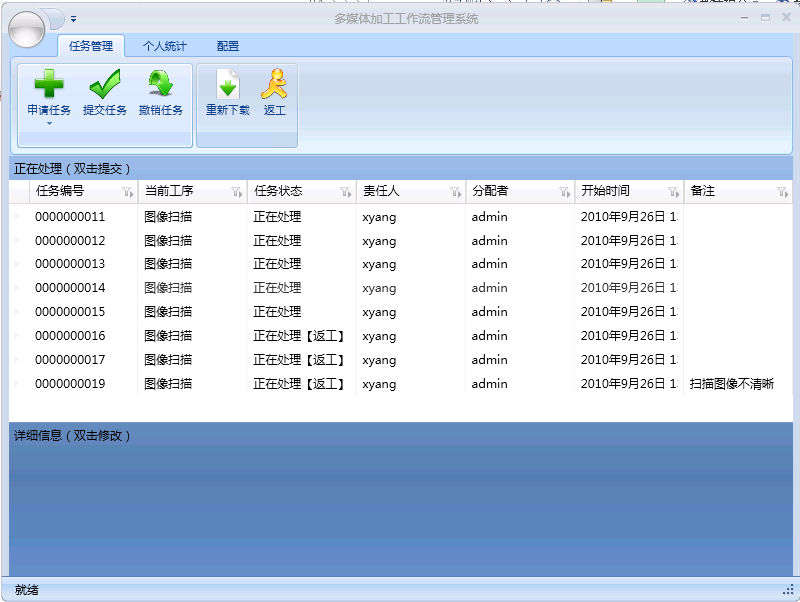 多媒体加工工作流管理系统
任务管理 个人统计 配置
申请任务 提交任务 撤销任务 重新下载 返工
正在处理（双击提交）
任务编号 当前工序 任务状态 责任人 分配者 开始时间 备注
0000000011 图像扫描 正在处理 xyang admin 2010年9月26日 1
0000000012 图像扫描 正在处理 xyang admin 2010年9月26日 1
0000000013 图像扫描 正在处理 xyang admin 2010年9月26日 1
0000000014 图像扫描 正在处理 xyang admin 2010年9月26日 1
0000000015 图像扫描 正在处理 xyang admin 2010年9月26日 1
0000000016 图像扫描 正在处理【返工】 xyang admin 2010年9月26日 1
0000000017 图像扫描 正在处理【返工】 xyang admin 2010年9月26日 1
0000000019 图像扫描 正在处理【返工】 xyang admin 2010年9月26日 1 扫描图像不清晰
详细信息（双击修改）
就绪